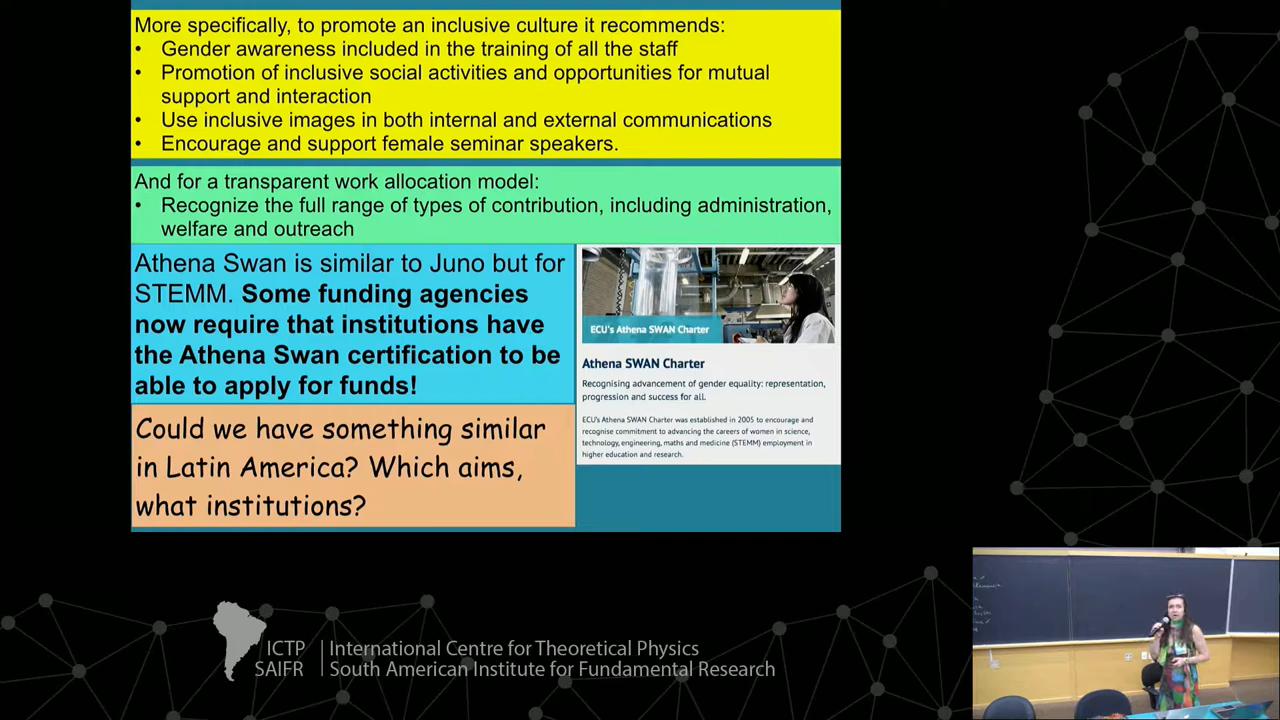 More specifically, to promote an inclusive culture it recommends:
• Gender awareness included in the training of all the staff
• Promotion of inclusive social activities and opportunities for mutual
support and interaction
• Use inclusive images in both internal and external communications
• Encourage and support female seminar speakers.
And for a transparent work allocation model:
• Recognize the full range of types of contribution, including administration,
welfare and outreach
Athena Swan is similar to Juno but for
STEMM. Some funding agencies
now require that institutions have
the Athena Swan certification to be
able to apply for funds!
ECU's Athena SWAN Charter
Athena SWAN Charter
Recognising advancement of gender equality: representation,
progression and success for all.
ECU's Athena SWAN Charter was established in 2005 to encourage and
recognise commitment to advancing the careers of women in science,
technology, engineering, maths and medicine (STEMM) employment in
higher education and research.
Could we have something similar
in Latin America? Which aims,
what institutions?
ICTP
SAIFR
International Centre for Theoretical Physics
South American Institute for Fundamental Research